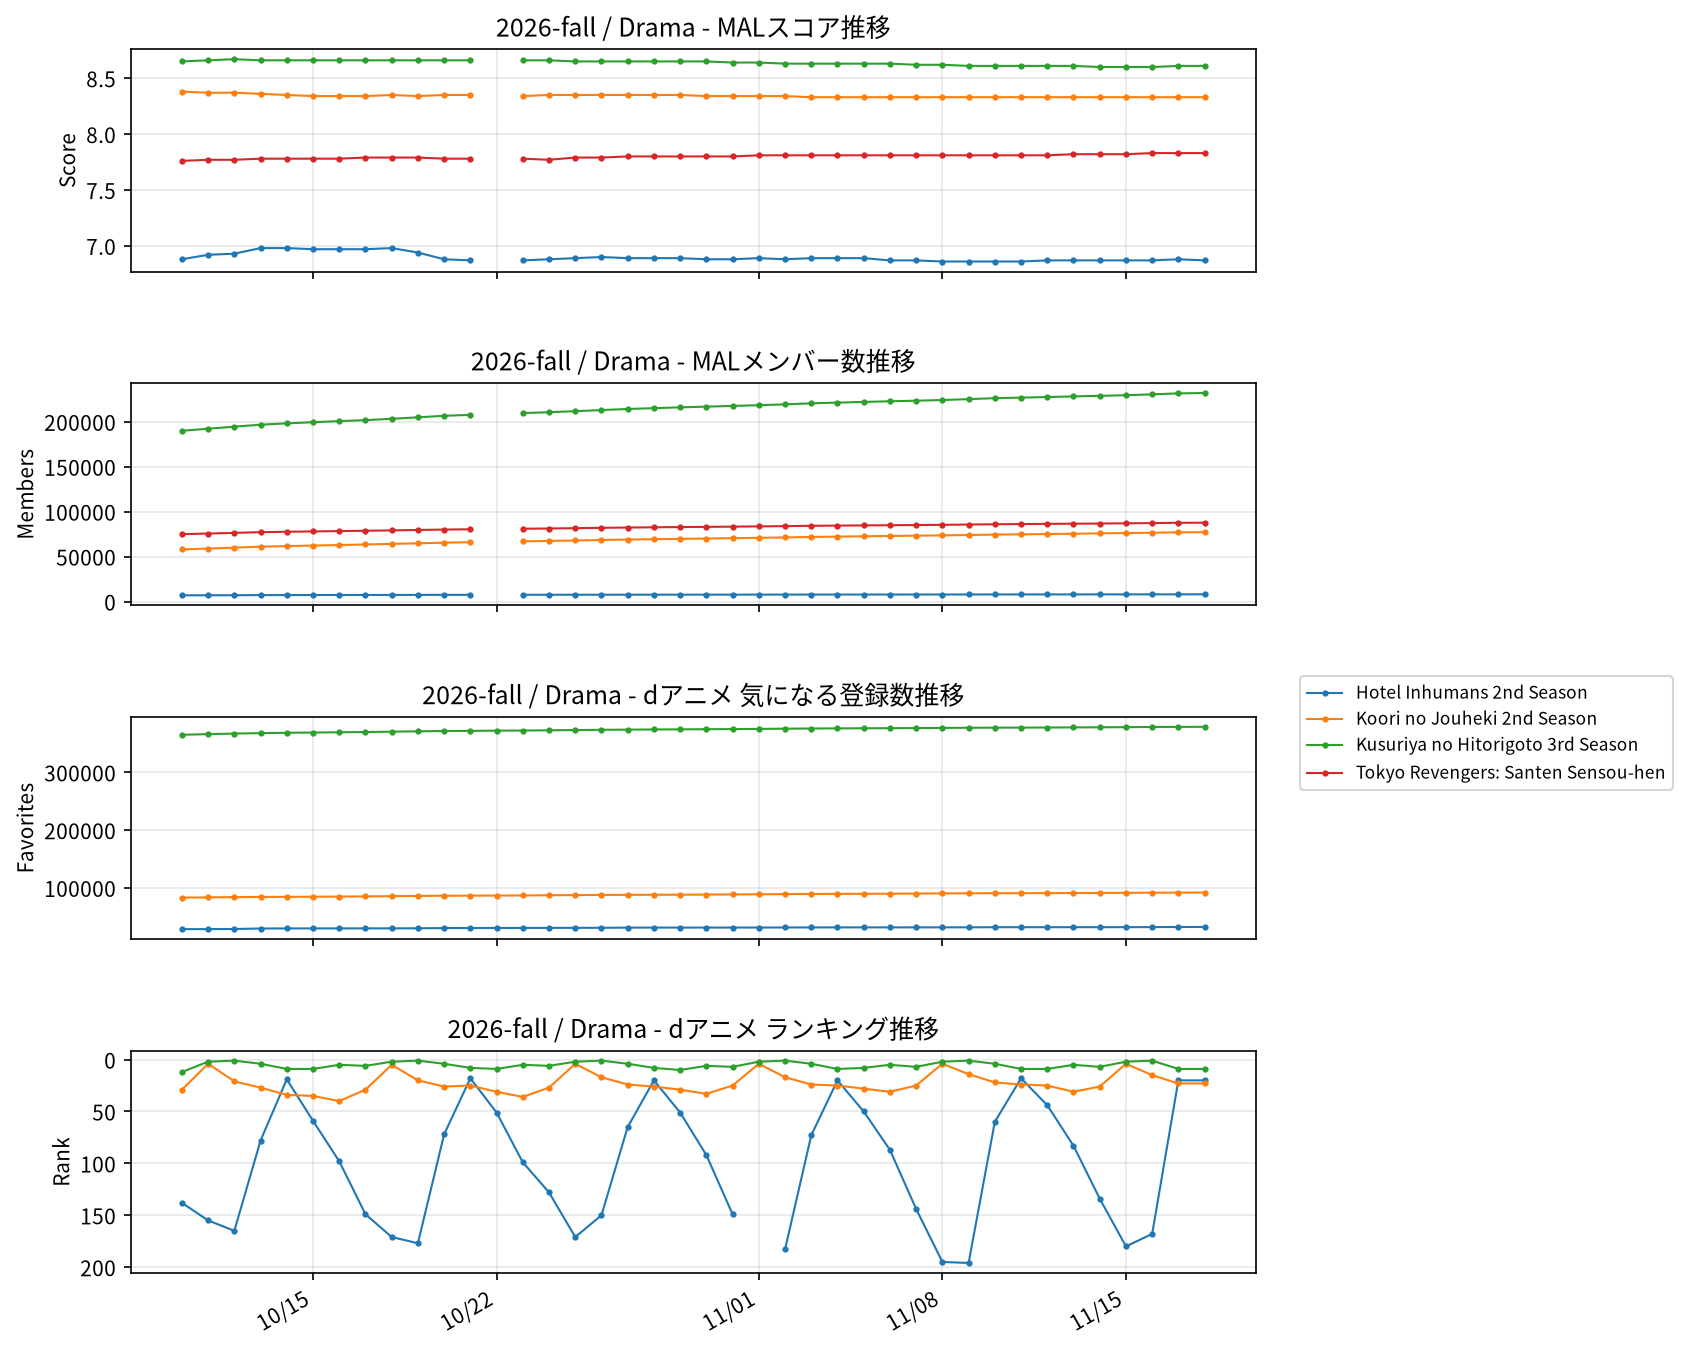 2026-fall / Drama - MALスコア推移
Score
8.5
8.0
7.5
7.0
2026-fall / Drama - MALメンバー数推移
Members
200000
150000
100000
50000
0
2026-fall / Drama - dアニメ 気になる登録数推移
Favorites
300000
200000
100000
Hotel Inhumans 2nd Season
Koori no Jouheki 2nd Season
Kusuriya no Hitorigoto 3rd Season
Tokyo Revengers: Santen Sensou-hen
2026-fall / Drama - dアニメ ランキング推移
Rank
0
50
100
150
200
10/15
10/22
11/01
11/08
11/15